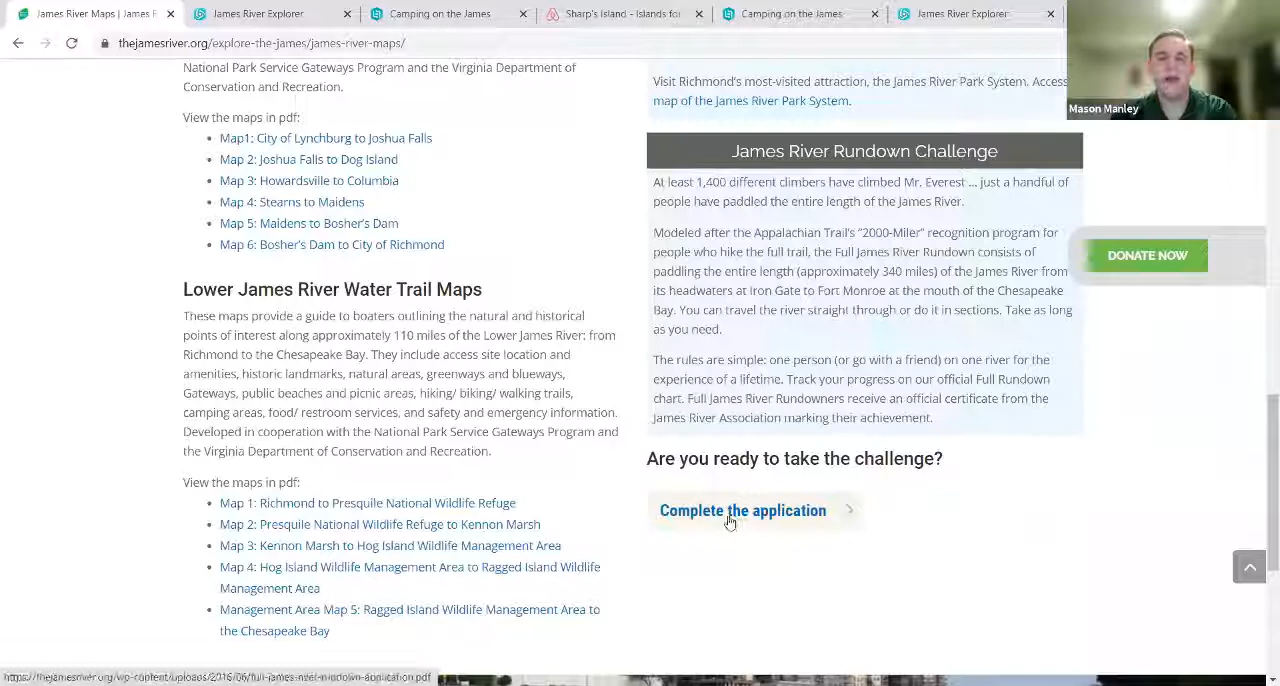 James River Maps | James R
James River Explorer
Camping on the James
Sharp's Island - Islands for
Camping on the James
James River Explorer
thejamesriver.org/explore-the-james/james-river-maps/
Mason Manley
National Park Service Gateways Program and the Virginia Department of
Conservation and Recreation.
View the maps in pdf:
Map1: City of Lynchburg to Joshua Falls
Map 2: Joshua Falls to Dog Island
Map 3: Howardsville to Columbia
Map 4: Stearns to Maidens
Map 5: Maidens to Bosher's Dam
Map 6: Bosher's Dam to City of Richmond
Lower James River Water Trail Maps
These maps provide a guide to boaters outlining the natural and historical
points of interest along approximately 110 miles of the Lower James River: from
Richmond to the Chesapeake Bay. They include access site location and
amenities, historic landmarks, natural areas, greenways and blueways,
Gateways, public beaches and picnic areas, hiking/ biking/ walking trails,
camping areas, food/ restroom services, and safety and emergency information.
Developed in cooperation with the National Park Service Gateways Program and
the Virginia Department of Conservation and Recreation.
View the maps in pdf:
Map 1: Richmond to Presquile National Wildlife Refuge
Map 2: Presquile National Wildlife Refuge to Kennon Marsh
Map 3: Kennon Marsh to Hog Island Wildlife Management Area
Map 4: Hog Island Wildlife Management Area to Ragged Island Wildlife
Management Area
Management Area Map 5: Ragged Island Wildlife Management Area to
the Chesapeake Bay
Visit Richmond's most-visited attraction, the James River Park System. Access
map of the James River Park System.
James River Rundown Challenge
At least 1,400 different climbers have climbed Mr. Everest ... just a handful of
people have paddled the entire length of the James River.
Modeled after the Appalachian Trail's "2000-Miler" recognition program for
people who hike the full trail, the Full James River Rundown consists of
paddling the entire length (approximately 340 miles) of the James River from
its headwaters at Iron Gate to Fort Monroe at the mouth of the Chesapeake
Bay. You can travel the river straight through or do it in sections. Take as long
as you need.
The rules are simple: one person (or go with a friend) on one river for the
experience of a lifetime. Track your progress on our official Full Rundown
chart. Full James River Rundowners receive an official certificate from the
James River Association marking their achievement.
Are you ready to take the challenge?
Complete the application
DONATE NOW
https://thejamesriver.org/wp-content/uploads/2016/06/full-james-river-rundown-application.pdf